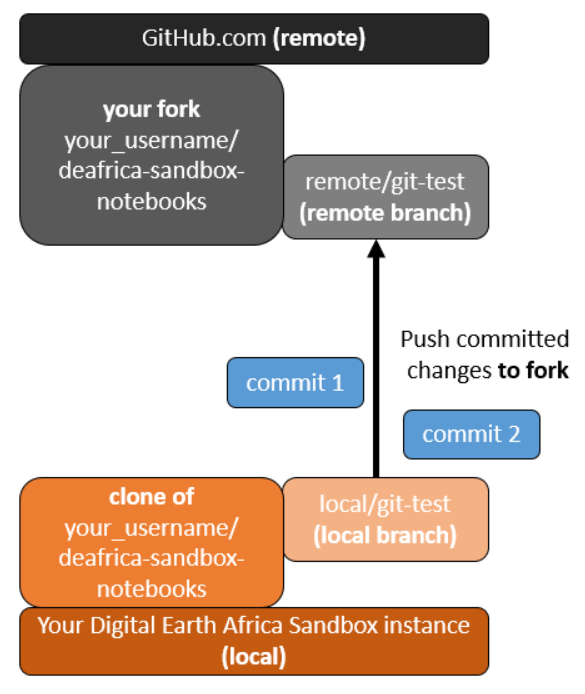 GitHub.com (remote)
your fork
your_username/
deafrica-sandbox-
notebooks
remote/git-test
(remote branch)
Push committed
changes to fork
commit 1
commit 2
clone of
your_username/
deafrica-sandbox-
notebooks
local/git-test
(local branch)
Your Digital Earth Africa Sandbox instance
(local)